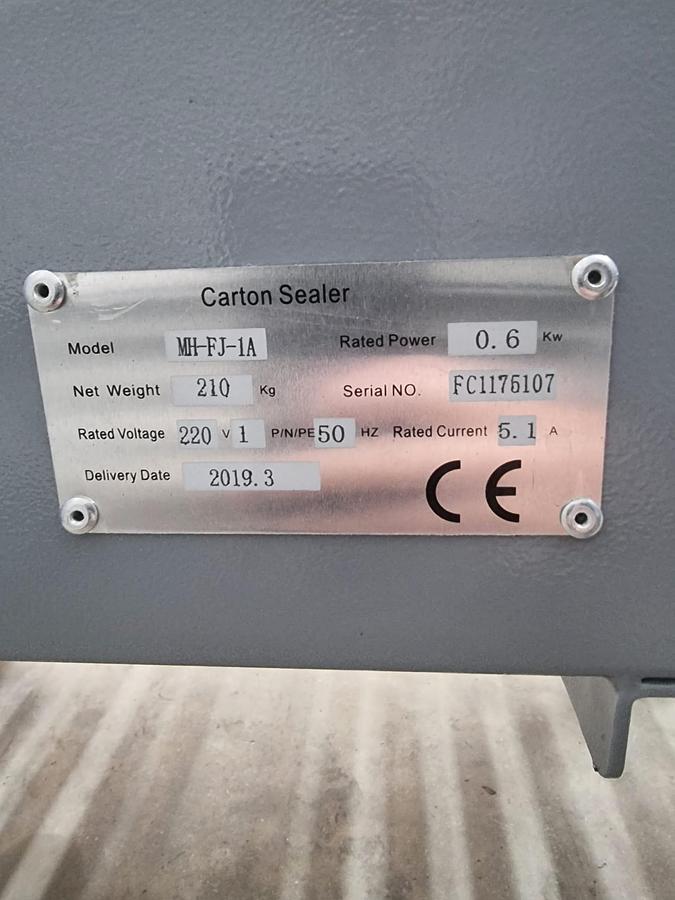 Carton Sealer
Model MH-FJ-1A Rated Power 0.6 Kw
Net Weight 210 Kg Serial NO. FC1176107
Rated Voltage 220 V 1 P/N/PE 50 HZ Rated Current 5.1 A
Delivery Date 2019.3
CE